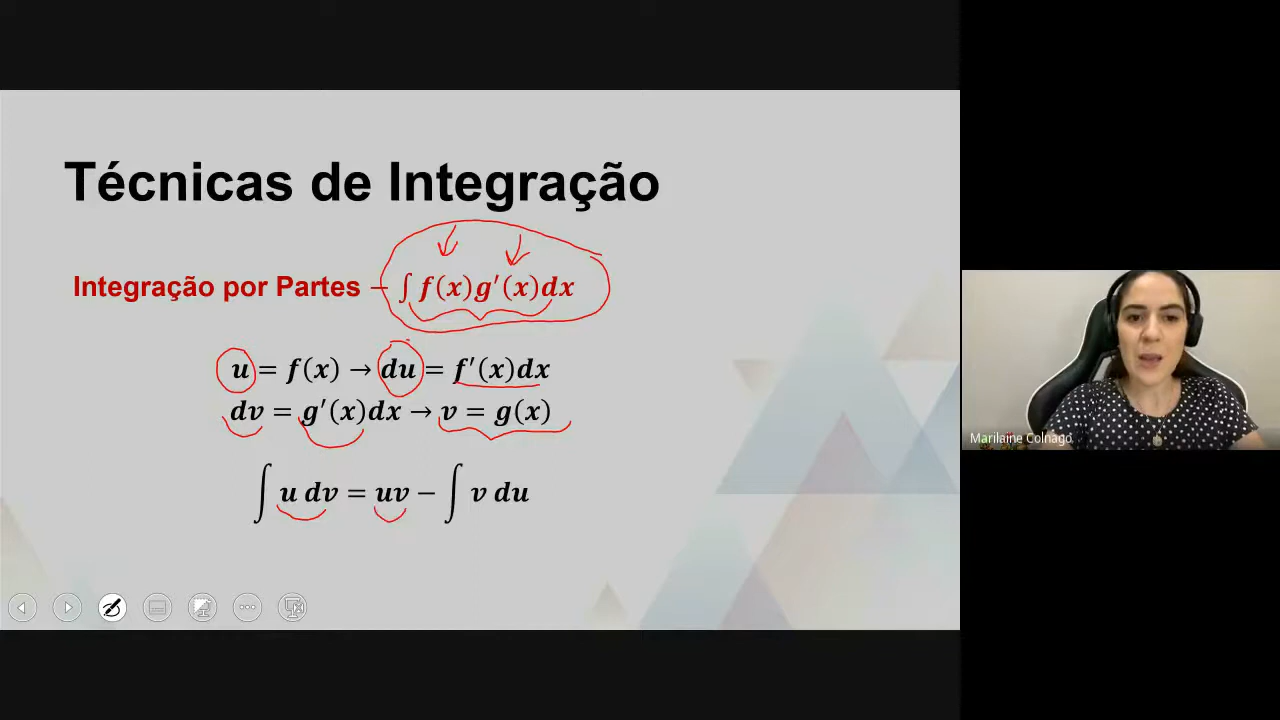 Técnicas de Integração
Integração por Partes – ∫ f(x)g′(x)dx
u = f(x) → du = f′(x)dx
dv = g′(x)dx → v = g(x)
∫ u dv = uv − ∫ v du
Marilaine Colnago